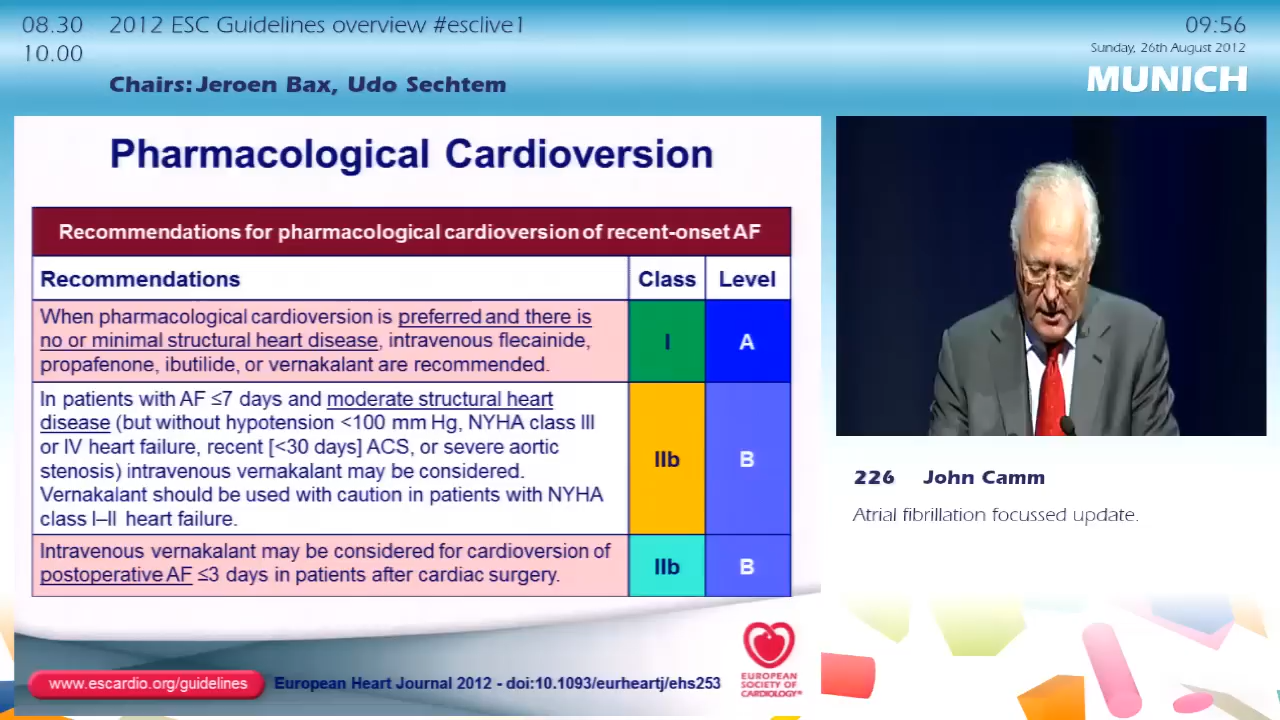 08.30 2012 ESC Guidelines overview #esclive1
10.00
Chairs: Jeroen Bax, Udo Sechtem
09:56
Sunday, 26th August 2012
MUNICH
Pharmacological Cardioversion
Recommendations for pharmacological cardioversion of recent-onset AF
Recommendations Class Level
When pharmacological cardioversion is preferred and there is
no or minimal structural heart disease, intravenous flecainide,
propafenone, ibutilide, or vernakalant are recommended.
I A
In patients with AF ≤7 days and moderate structural heart
disease (but without hypotension <100 mm Hg, NYHA class III
or IV heart failure, recent [<30 days] ACS, or severe aortic
stenosis) intravenous vernakalant may be considered.
Vernakalant should be used with caution in patients with NYHA
class I–II heart failure.
IIb B
Intravenous vernakalant may be considered for cardioversion of
postoperative AF ≤3 days in patients after cardiac surgery.
IIb B
www.escardio.org/guidelines
European Heart Journal 2012 - doi:10.1093/eurheartj/ehs253
EUROPEAN
SOCIETY OF
CARDIOLOGY®
226 John Camm
Atrial fibrillation focussed update.